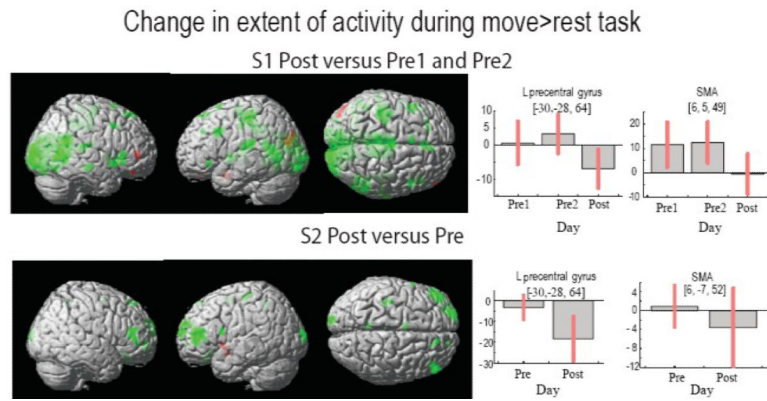 Change in extent of activity during move>rest task
S1 Post versus Pre1 and Pre2
L precentral gyrus
[-30,-28, 64]
10
5
0
-10
Pre1 Pre2 Post
Day
SMA
[6, 5, 49]
20
10
0
10
Pre1 Pre2 Post
Day
S2 Post versus Pre
L precentral gyrus
[-30,-28, 64]
0
-10
-20
-30
Pre Post
Day
SMA
[6, -7, 52]
4
0
-4
-8
-12
Pre Post
Day